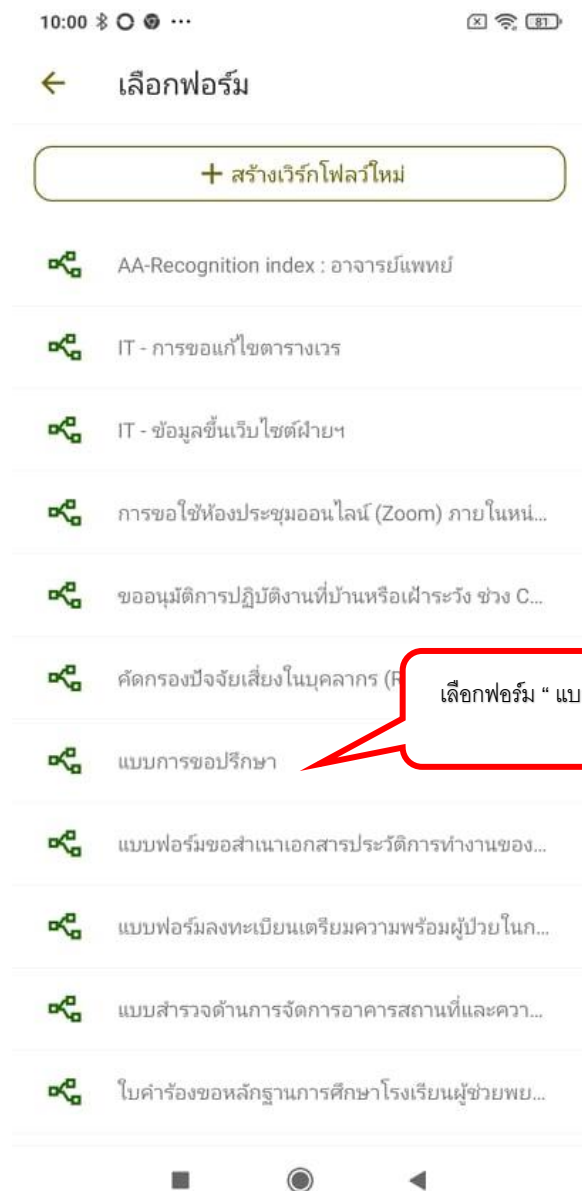 10:00 ... 81
เลือกฟอร์ม
+ สร้างเวิร์กโฟลว์ใหม่
AA-Recognition index : อาจารย์แพทย์
IT - การขอแก้ไขตารางเวร
IT - ข้อมูลขึ้นเว็บไซต์ฝ่ายฯ
การขอใช้ห้องประชุมออนไลน์ (Zoom) ภายในหน่...
ขออนุมัติการปฏิบัติงานที่บ้านหรือเฝ้าระวัง ช่วง C...
คัดกรองปัจจัยเสี่ยงในบุคลากร (R
เลือกฟอร์ม “ แบ
แบบการขอปรึกษา
แบบฟอร์มขอสำเนาเอกสารประวัติการทำงานของ...
แบบฟอร์มลงทะเบียนเตรียมความพร้อมผู้ป่วยในก...
แบบสำรวจด้านการจัดการอาคารสถานที่และควา...
ใบคำร้องขอหลักฐานการศึกษาโรงเรียนผู้ช่วยพย...